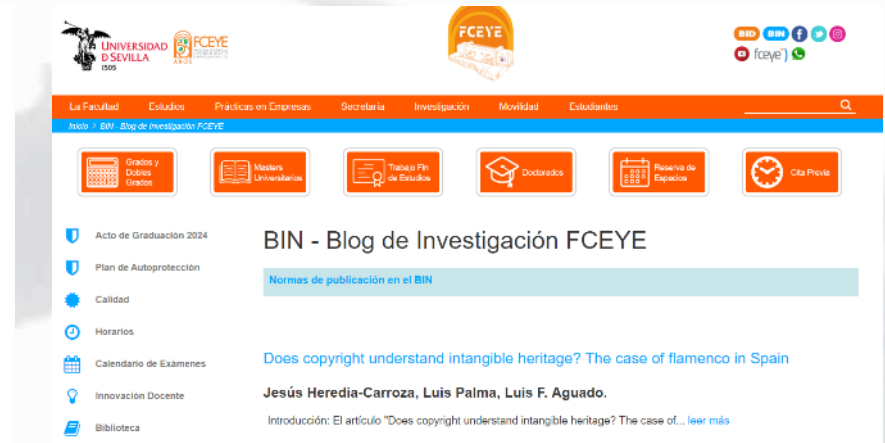 UNIVERSIDAD
D SEVILLA
1505
FCEYE
AÑOS
FCEYE
BID BIN
fceye
La Facultad Estudios Prácticas en Empresas Secretaría Investigación Movilidad Estudiantes
Inicio > BIN - Blog de Investigación FCEYE
Grados y
Dobles
Grados
Masters
Universitarios
Trabajo Fin
de Estudios
Doctorados
Reserva de
Espacios
Cita Previa
Acto de Graduación 2024
Plan de Autoprotección
Calidad
Horarios
Calendario de Exámenes
Innovación Docente
Biblioteca
BIN - Blog de Investigación FCEYE
Normas de publicación en el BIN
Does copyright understand intangible heritage? The case of flamenco in Spain
Jesús Heredia-Carroza, Luis Palma, Luis F. Aguado.
Introducción: El artículo "Does copyright understand intangible heritage? The case of... leer más